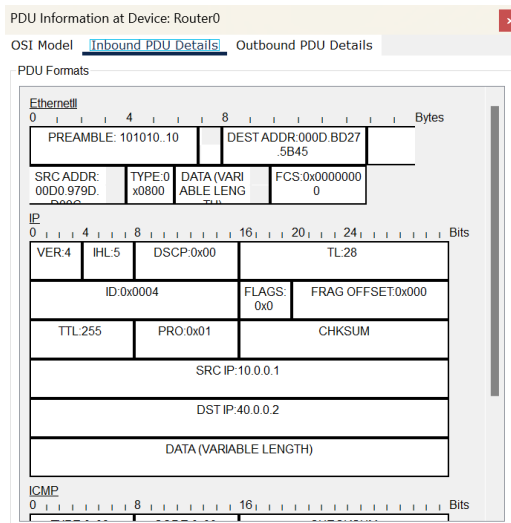 PDU Information at Device: Router0
OSI Model Inbound PDU Details Outbound PDU Details
PDU Formats
EthernetII
0 4 8 Bytes
PREAMBLE: 101010..10 DEST ADDR:000D.BD27
.5B45
SRC ADDR: TYPE:0 DATA (VARI FCS:0x0000000
00D0.979D. x0800 ABLE LENG 0
IP
0 4 8 16 20 24 Bits
VER:4 IHL:5 DSCP:0x00 TL:28
ID:0x0004 FLAGS: FRAG OFFSET:0x000
0x0
TTL:255 PRO:0x01 CHKSUM
SRC IP:10.0.0.1
DST IP:40.0.0.2
DATA (VARIABLE LENGTH)
ICMP
0 8 16 Bits